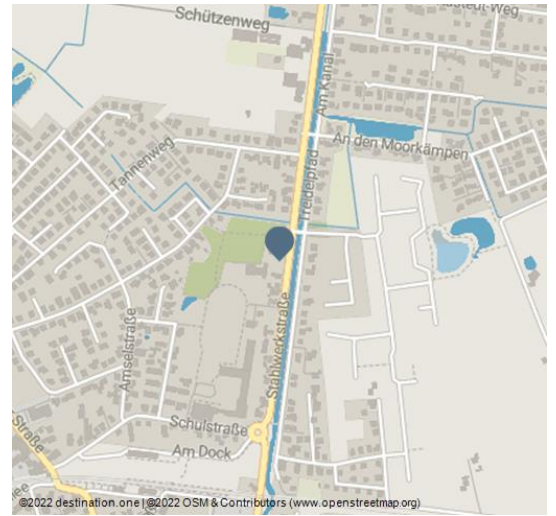 Schützenweg
Am Kanal
An den Moorkämpen
Tannenweg
Treidelpfad
Amselstraße
Stahlwerkstraße
Schulstraße
Straße
Am Dock
©2022 destination.one | ©2022 OSM & Contributors (www.openstreetmap.org)